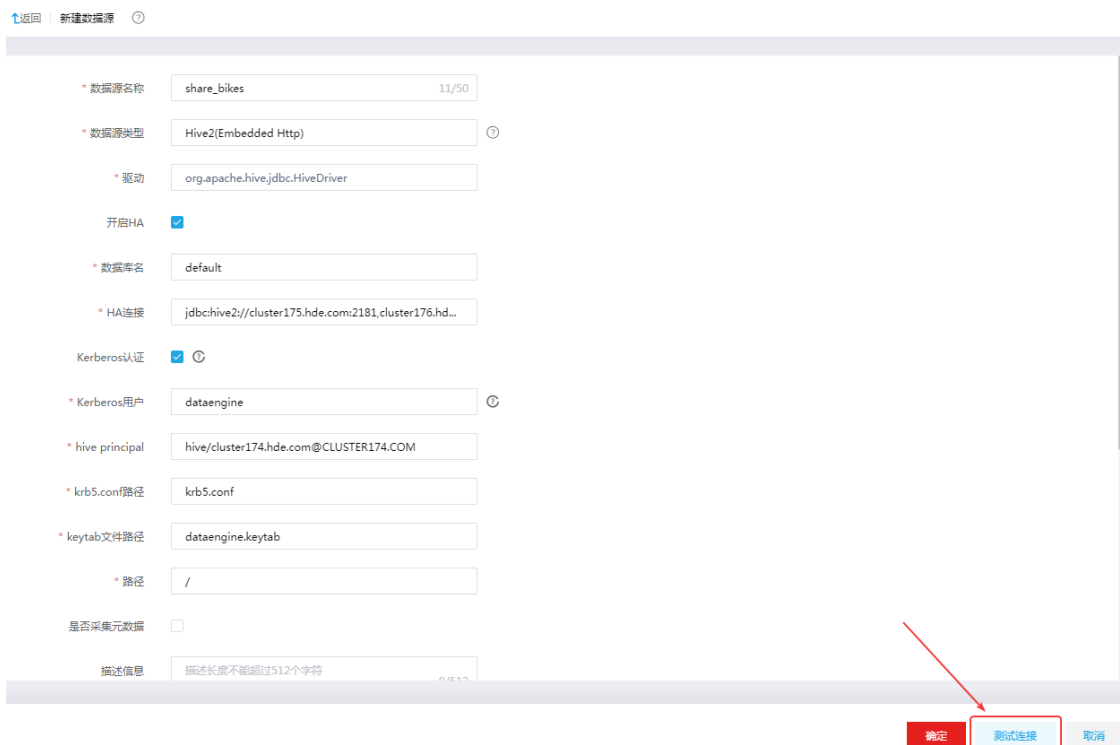 返回 新建数据源 ?
* 数据源名称 share_bikes 11/50
* 数据源类型 Hive2(Embedded Http) ?
* 驱动 org.apache.hive.jdbc.HiveDriver
开启HA
* 数据库名 default
* HA连接 jdbc:hive2://cluster175.hde.com:2181,cluster176.hd...
Kerberos认证 ?
* Kerberos用户 dataengine ?
* hive principal hive/cluster174.hde.com@CLUSTER174.COM
* krb5.conf路径 krb5.conf
* keytab文件路径 dataengine.keytab
* 路径 /
是否采集元数据
描述信息 描述长度不能超过512个字符
0/512
确定 测试连接 取消